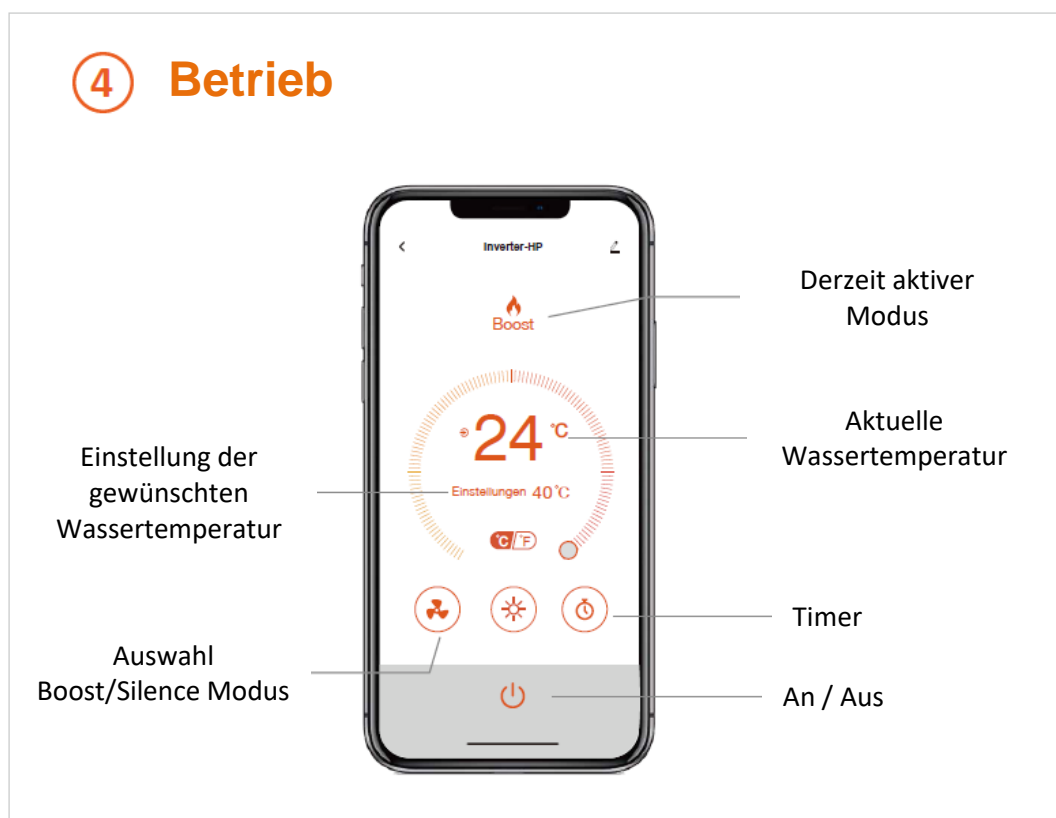 4 Betrieb
Inverter-HP
Boost
Derzeit aktiver
Modus
24 °C
Aktuelle
Wassertemperatur
Einstellung der
gewünschten
Wassertemperatur
Einstellungen 40°C
°C/°F
Timer
Auswahl
Boost/Silence Modus
An / Aus